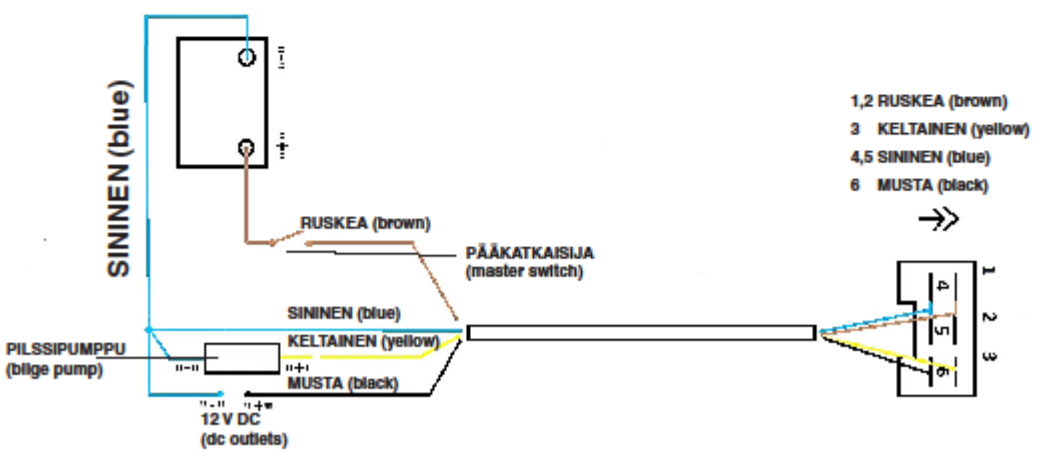 SININEN (blue)
"-"
"+"
RUSKEA (brown)
PÄÄKATKAISIJA
(master switch)
SININEN (blue)
KELTAINEN (yellow)
PILSSIPUMPPU
(bilge pump)
"-"
"+"
MUSTA (black)
"-"
"+"
12 V DC
(dc outlets)
1,2 RUSKEA (brown)
3 KELTAINEN (yellow)
4,5 SININEN (blue)
6 MUSTA (black)
1
4
2
5
3
6